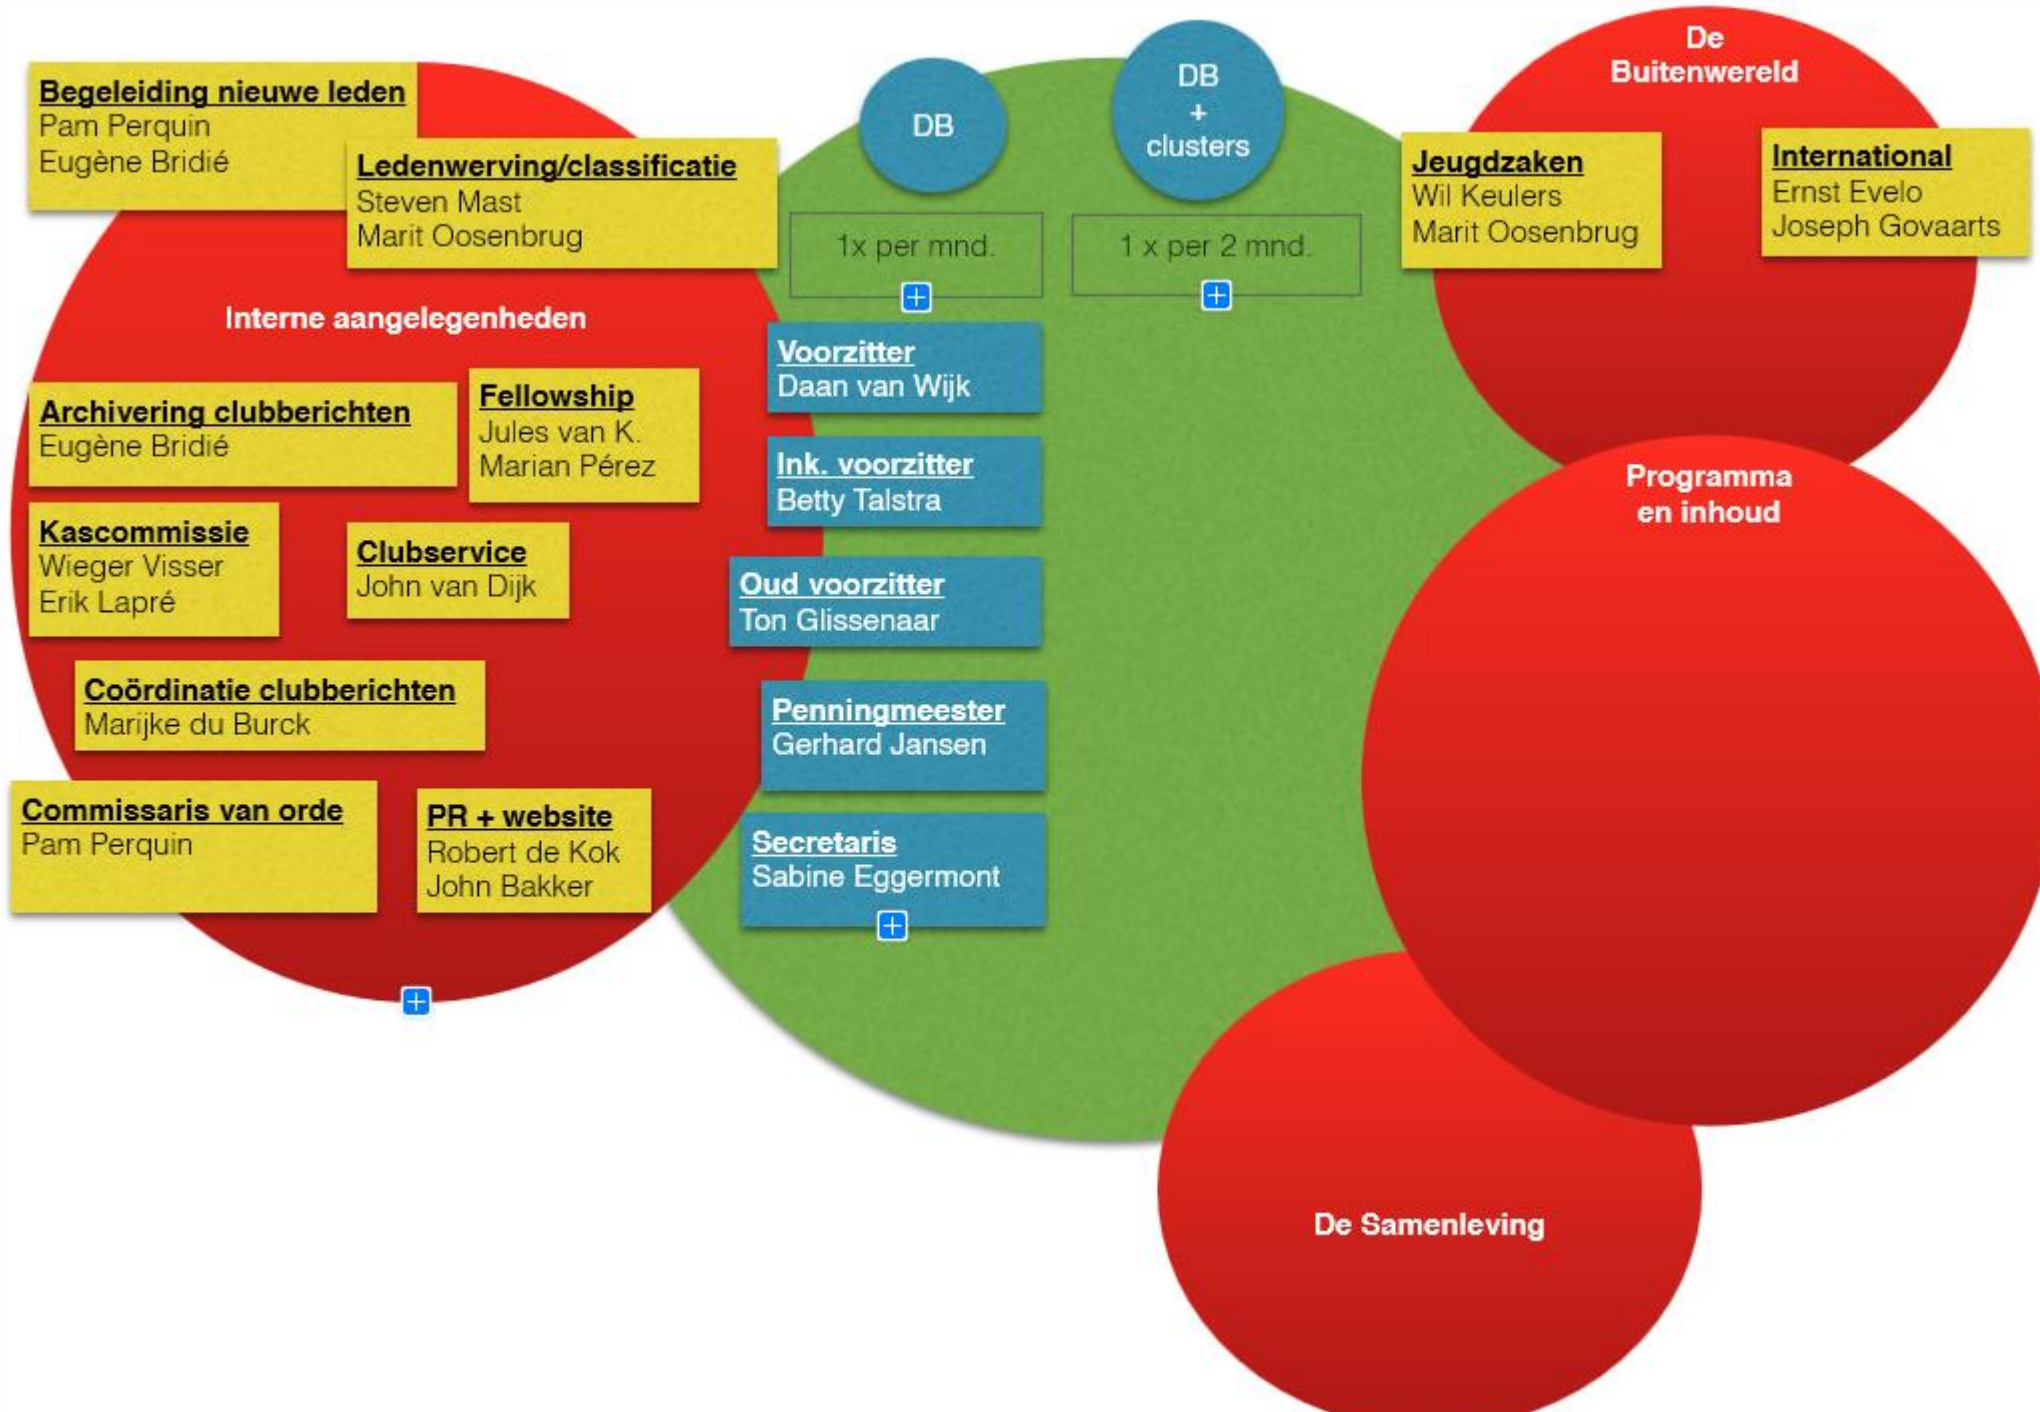 Begeleiding nieuwe leden
Pam Perquin
Eugène Bridié
Ledenwerving/classificatie
Steven Mast
Marit Oosenbrug
Interne aangelegenheden
Archivering clubberichten
Eugène Bridié
Fellowship
Jules van K.
Marian Pérez
Kascommissie
Wieger Visser
Erik Lapré
Clubservice
John van Dijk
Coördinatie clubberichten
Marijke du Burck
Commissaris van orde
Pam Perquin
PR + website
Robert de Kok
John Bakker
DB
1x per mnd.
DB
+
clusters
1 x per 2 mnd.
Voorzitter
Daan van Wijk
Ink. voorzitter
Betty Talstra
Oud voorzitter
Ton Glissenaar
Penningmeester
Gerhard Jansen
Secretaris
Sabine Eggermont
De
Buitenwereld
Jeugdzaken
Wil Keulers
Marit Oosenbrug
International
Ernst Evelo
Joseph Govaarts
Programma
en inhoud
De Samenleving